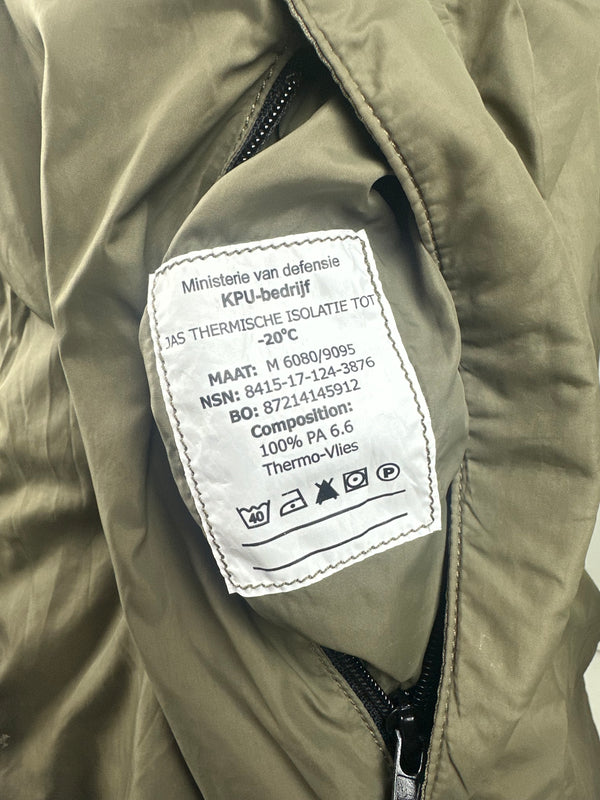 Ministerie van defensie
KPU-bedrijf
JAS THERMISCHE ISOLATIE TOT
-20°C
MAAT: M 6080/9095
NSN: 8415-17-124-3876
BO: 87214145912
Composition:
100% PA 6.6
Thermo-Vlies
40 P